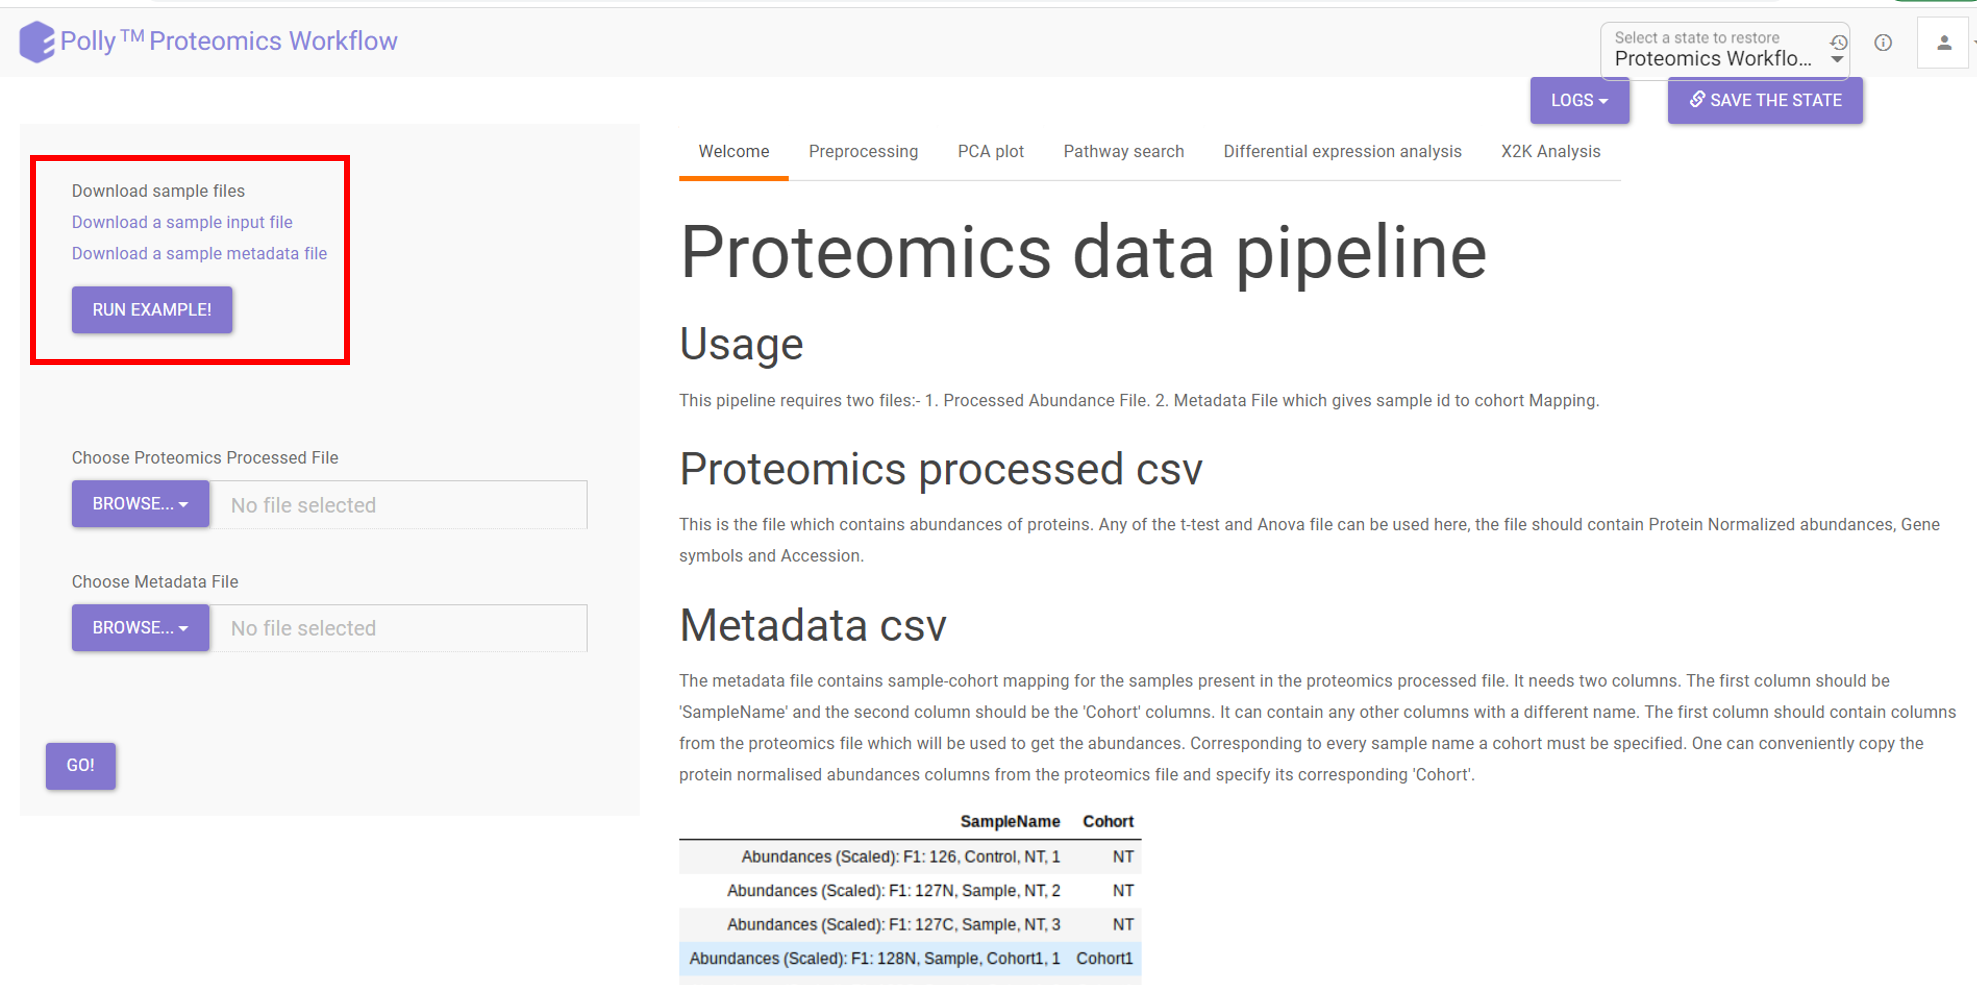 Polly™ Proteomics Workflow
Select a state to restore
Proteomics Workflo...
LOGS
SAVE THE STATE
Download sample files
Download a sample input file
Download a sample metadata file
RUN EXAMPLE!
Choose Proteomics Processed File
BROWSE... No file selected
Choose Metadata File
BROWSE... No file selected
GO!
Welcome Preprocessing PCA plot Pathway search Differential expression analysis X2K Analysis
Proteomics data pipeline
Usage
This pipeline requires two files:- 1. Processed Abundance File. 2. Metadata File which gives sample id to cohort Mapping.
Proteomics processed csv
This is the file which contains abundances of proteins. Any of the t-test and Anova file can be used here, the file should contain Protein Normalized abundances, Gene
symbols and Accession.
Metadata csv
The metadata file contains sample-cohort mapping for the samples present in the proteomics processed file. It needs two columns. The first column should be
'SampleName' and the second column should be the 'Cohort' columns. It can contain any other columns with a different name. The first column should contain columns
from the proteomics file which will be used to get the abundances. Corresponding to every sample name a cohort must be specified. One can conveniently copy the
protein normalised abundances columns from the proteomics file and specify its corresponding 'Cohort'.
SampleName Cohort
Abundances (Scaled): F1: 126, Control, NT, 1 NT
Abundances (Scaled): F1: 127N, Sample, NT, 2 NT
Abundances (Scaled): F1: 127C, Sample, NT, 3 NT
Abundances (Scaled): F1: 128N, Sample, Cohort1, 1 Cohort1